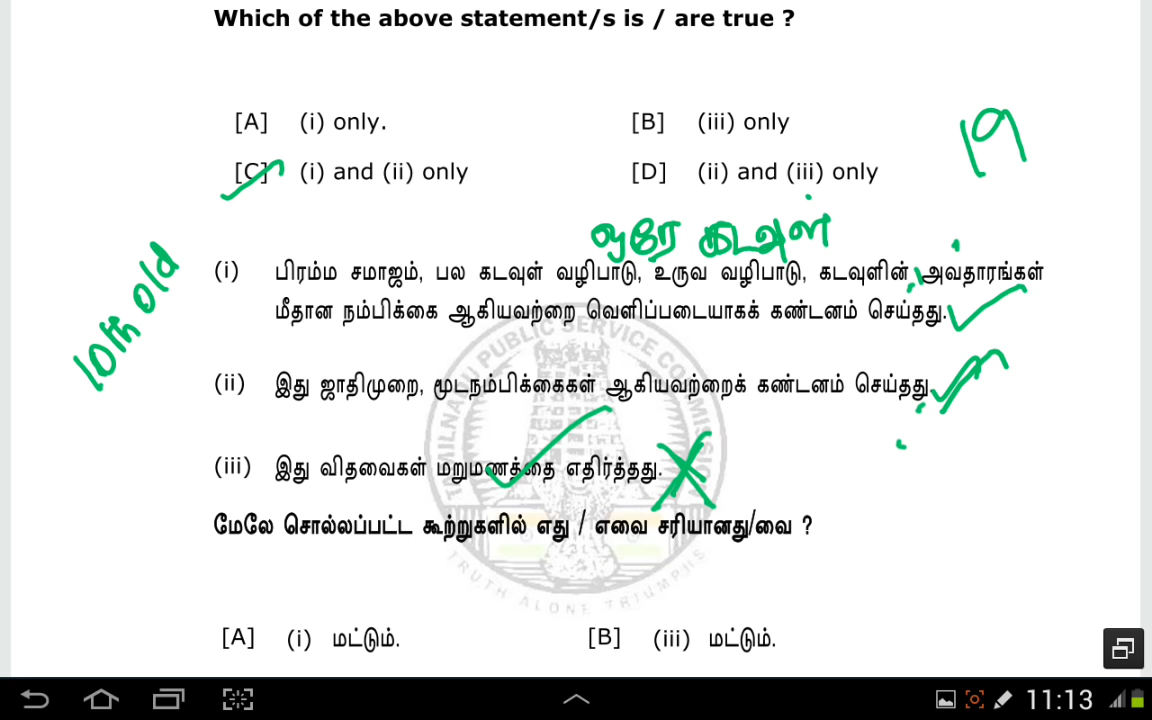 Which of the above statement/s is / are true ?
[A] (i) only. [B] (iii) only
19
[C] (i) and (ii) only [D] (ii) and (iii) only
ஒரே கடவுள்
10th old
(i) பிரம்ம சமாஜம், பல கடவுள் வழிபாடு, உருவ வழிபாடு, கடவுளின் அவதாரங்கள்
மீதான நம்பிக்கை ஆகியவற்றை வெளிப்படையாகக் கண்டனம் செய்தது.
(ii) இது ஜாதிமுறை, மூடநம்பிக்கைகள் ஆகியவற்றைக் கண்டனம் செய்தது.
(iii) இது விதவைகள் மறுமணத்தை எதிர்த்தது.
மேலே சொல்லப்பட்ட கூற்றுகளில் எது / எவை சரியானது/வை ?
TAMILNADU PUBLIC SERVICE COMMISSION
TRUTH ALONE TRIUMPHS
[A] (i) மட்டும். [B] (iii) மட்டும்.
11:13